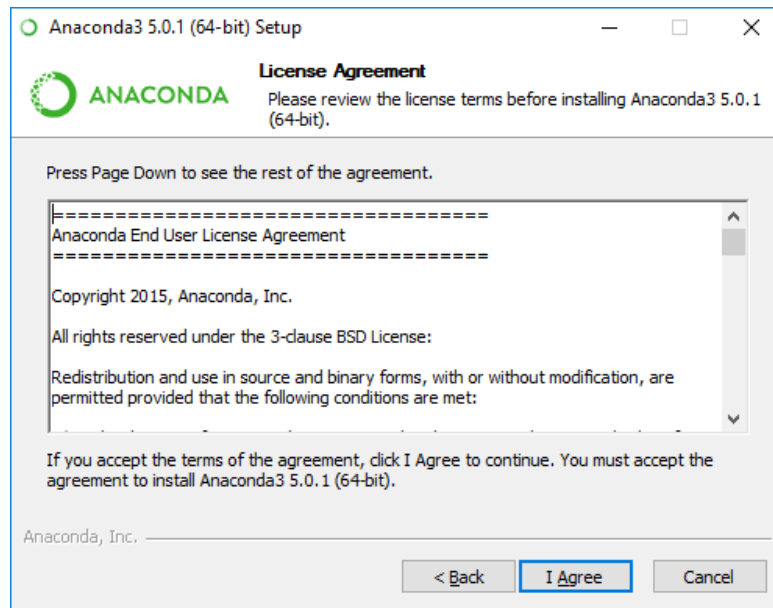 Anaconda3 5.0.1 (64-bit) Setup
ANACONDA
License Agreement
Please review the license terms before installing Anaconda3 5.0.1
(64-bit).
Press Page Down to see the rest of the agreement.
===================================
Anaconda End User License Agreement
===================================
Copyright 2015, Anaconda, Inc.
All rights reserved under the 3-clause BSD License:
Redistribution and use in source and binary forms, with or without modification, are
permitted provided that the following conditions are met:
If you accept the terms of the agreement, click I Agree to continue. You must accept the
agreement to install Anaconda3 5.0.1 (64-bit).
Anaconda, Inc.
< Back
I Agree
Cancel